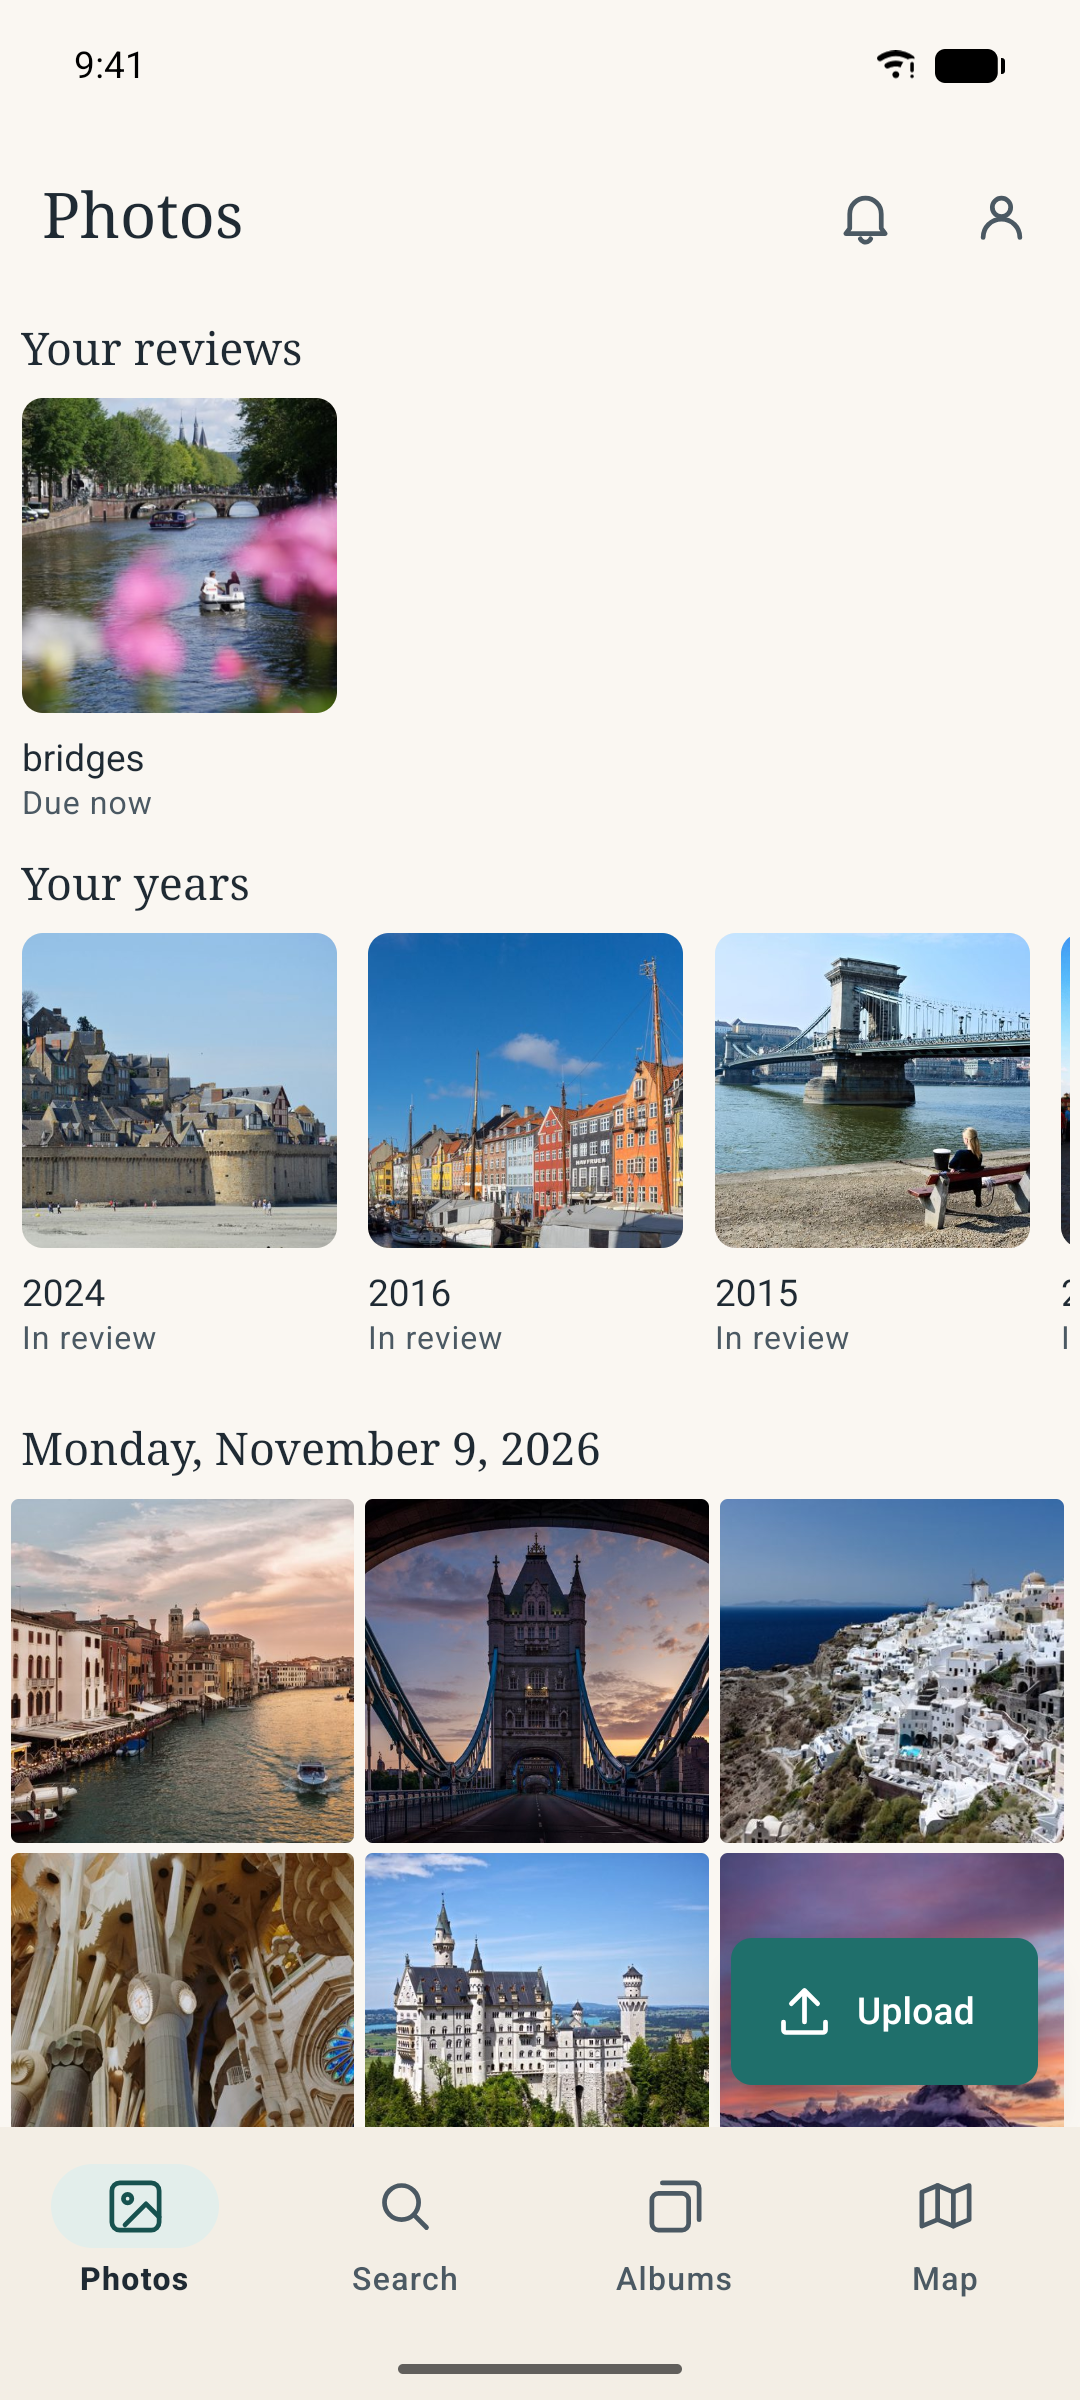 9:41
Photos
Your reviews
bridges
Due now
Your years
2024
In review
2016
In review
2015
In review
Monday, November 9, 2026
Upload
Photos
Search
Albums
Map